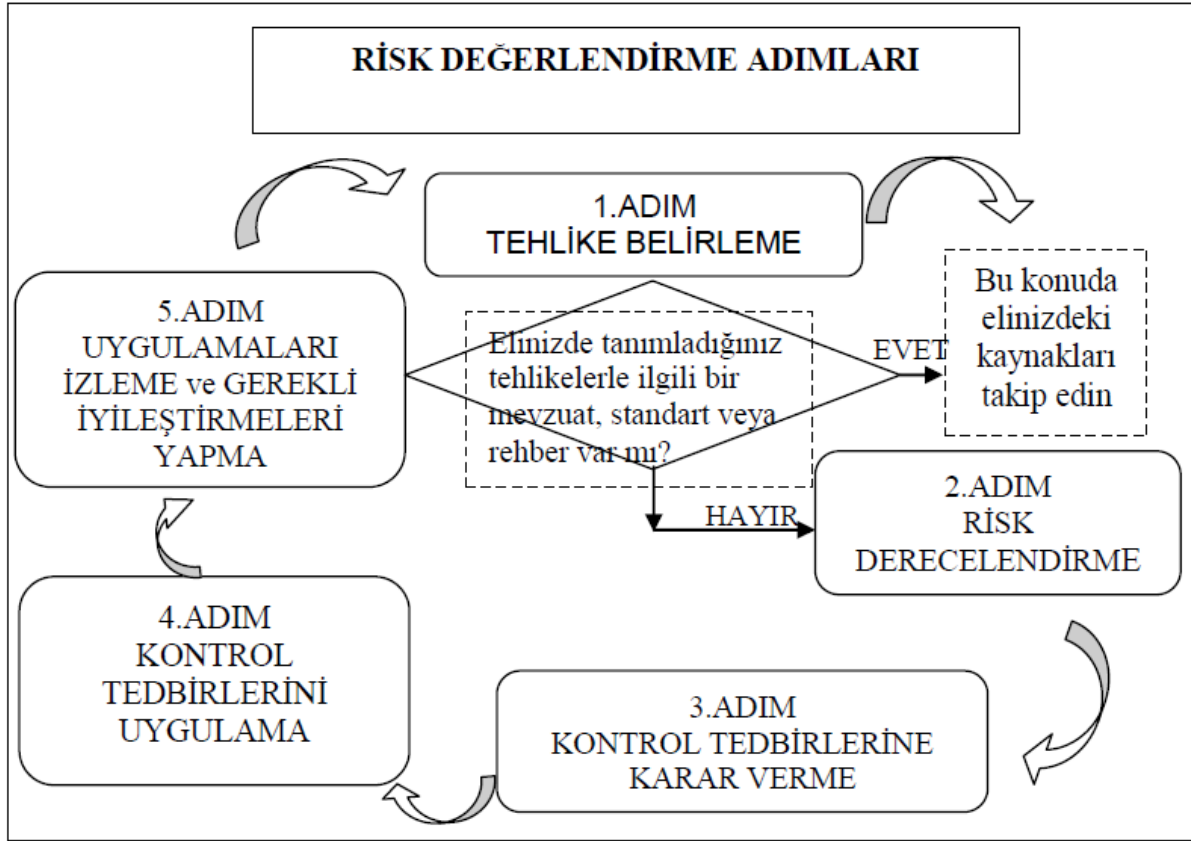 RİSK DEĞERLENDİRME ADIMLARI
1.ADIM
TEHLİKE BELİRLEME
Elinizde tanımladığınız
tehlikelerle ilgili bir
mevzuat, standart veya
rehber var mı?
EVET
Bu konuda
elinizdeki
kaynakları
takip edin
HAYIR
2.ADIM
RİSK
DERECELENDİRME
3.ADIM
KONTROL TEDBİRLERİNE
KARAR VERME
4.ADIM
KONTROL
TEDBİRLERİNİ
UYGULAMA
5.ADIM
UYGULAMALARI
İZLEME ve GEREKLİ
İYİLEŞTİRMELERİ
YAPMA